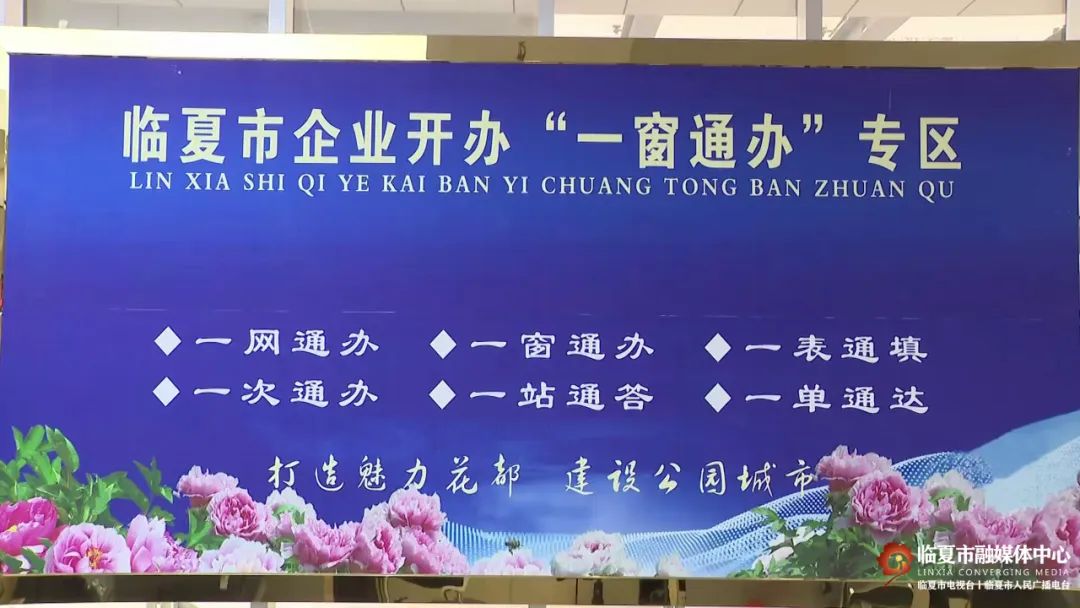 临夏市企业开办“一窗通办”专区
LIN XIA SHI QI YE KAI BAN YI CHUANG TONG BAN ZHUAN QU
◆一网通办 ◆一窗通办 ◆一表通填
◆一次通办 ◆一站通答 ◆一单通达
打造魅力花都 建设公园城市
临夏市融媒体中心
LINXIA CONVERGING MEDIA
临夏市电视台 | 临夏市人民广播电台